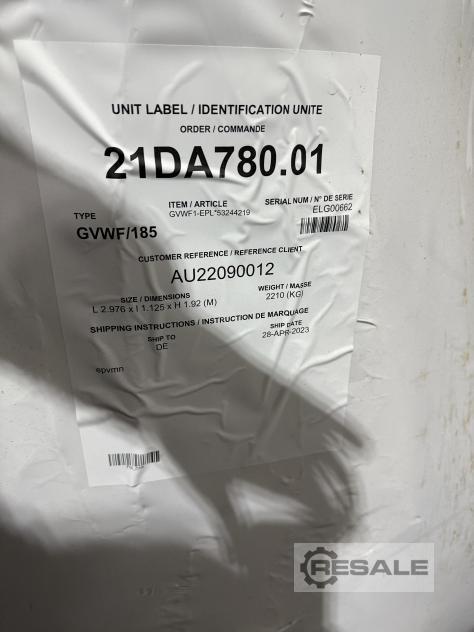 UNIT LABEL / IDENTIFICATION UNITE
ORDER / COMMANDE
21DA780.01
ITEM / ARTICLE
SERIAL NUM / N° DE SERIE
TYPE
GVWF1-EPL*53244219
ELG00662
GVWF/185
CUSTOMER REFERENCE / REFERENCE CLIENT
AU22090012
SIZE / DIMENSIONS
WEIGHT / MASSE
L 2.976 x l 1.125 x H 1.92 (M)
2210 (KG)
SHIPPING INSTRUCTIONS / INSTRUCTION DE MARQUAGE
SHIP TO
SHIP DATE
DE
28-APR-2023
spvmn
RESALE